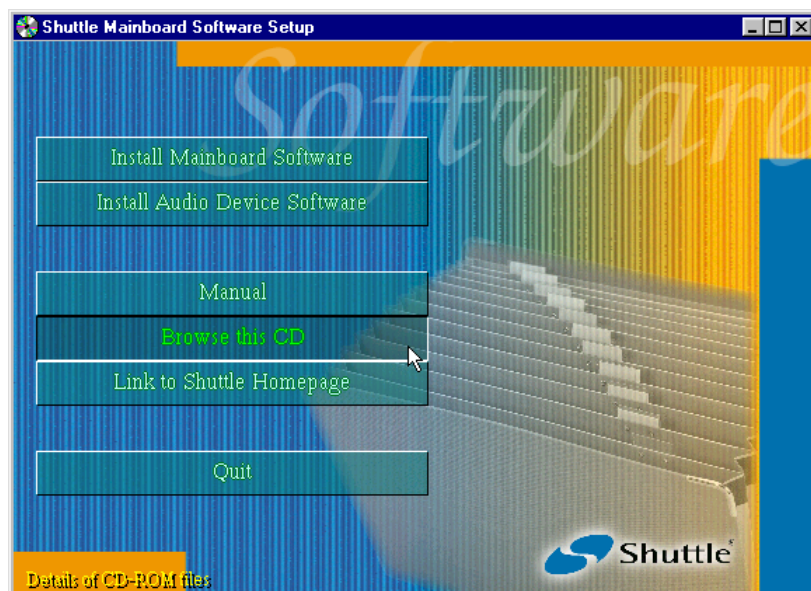 Shuttle Mainboard Software Setup
Software
Install Mainboard Software
Install Audio Device Software
Manual
Browse this CD
Link to Shuttle Homepage
Quit
Shuttle
Details of CD-ROM files